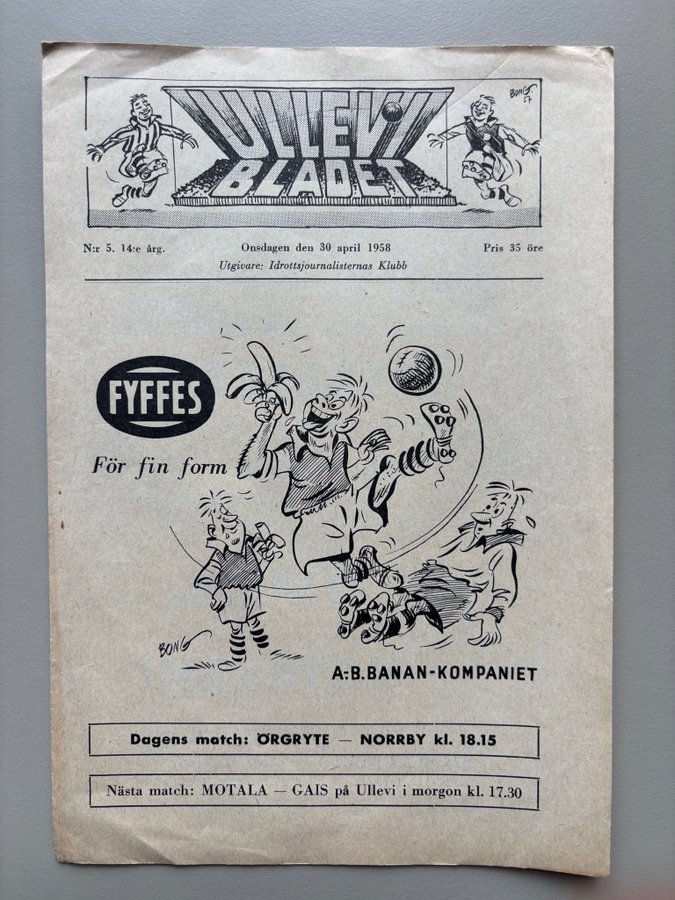 ULLEVI
BLADET
BONG
57
N:r 5. 14:e årg. Onsdagen den 30 april 1958 Pris 35 öre
Utgivare: Idrottsjournalisternas Klubb
FYFFES
För fin form
BONG
A.-B. BANAN-KOMPANIET
Dagens match: ÖRGRYTE — NORRBY kl. 18.15
Nästa match: MOTALA — GAIS på Ullevi i morgon kl. 17.30